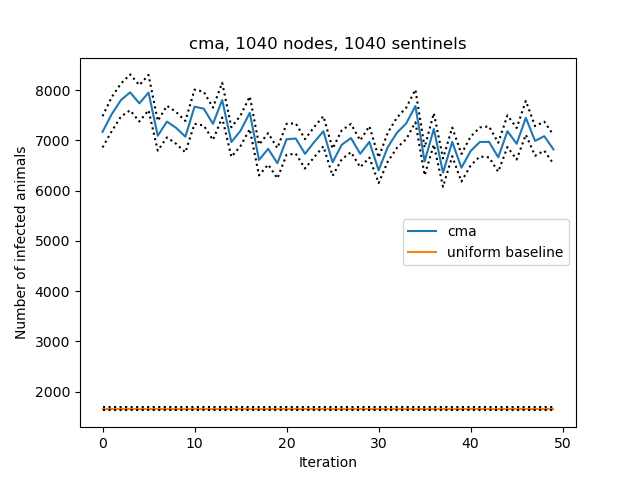 cma, 1040 nodes, 1040 sentinels
Number of infected animals
8000
7000
6000
5000
4000
3000
2000
cma
uniform baseline
0
10
20
30
40
50
Iteration